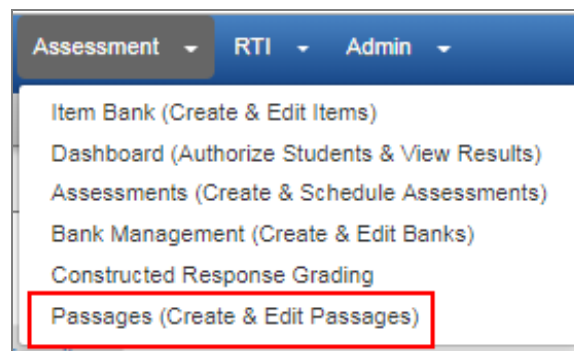 Assessment RTI Admin
Item Bank (Create & Edit Items)
Dashboard (Authorize Students & View Results)
Assessments (Create & Schedule Assessments)
Bank Management (Create & Edit Banks)
Constructed Response Grading
Passages (Create & Edit Passages)